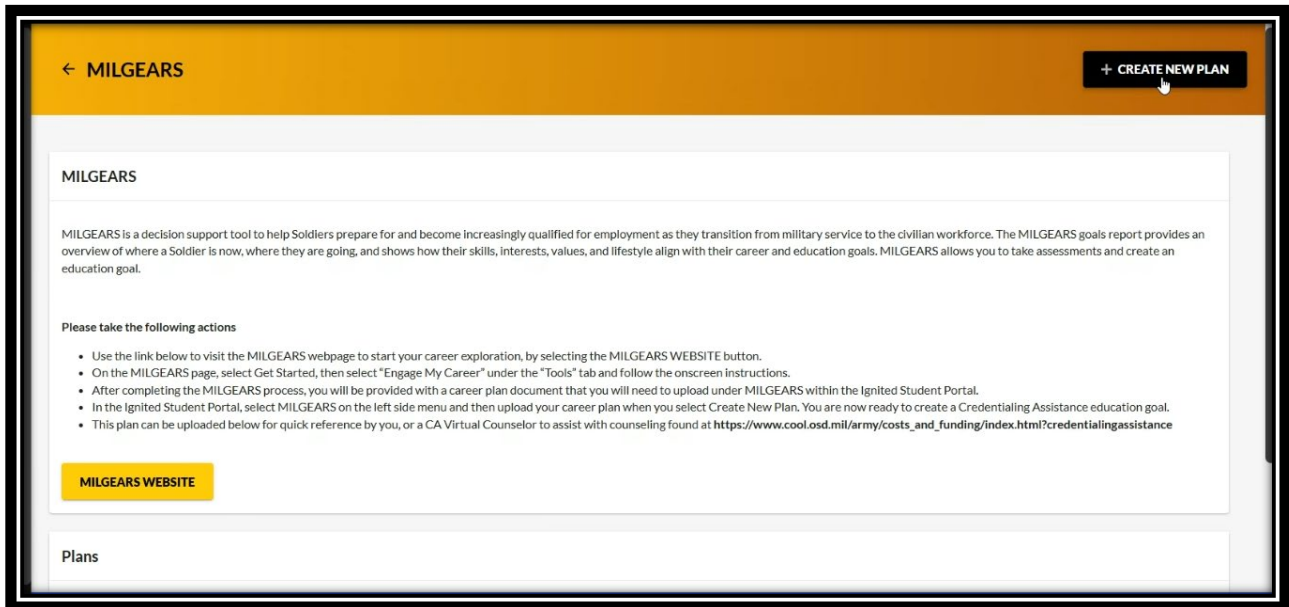 ← MILGEARS
+ CREATE NEW PLAN
MILGEARS
MILGEARS is a decision support tool to help Soldiers prepare for and become increasingly qualified for employment as they transition from military service to the civilian workforce. The MILGEARS goals report provides an
overview of where a Soldier is now, where they are going, and shows how their skills, interests, values, and lifestyle align with their career and education goals. MILGEARS allows you to take assessments and create an
education goal.
Please take the following actions
• Use the link below to visit the MILGEARS webpage to start your career exploration, by selecting the MILGEARS WEBSITE button.
• On the MILGEARS page, select Get Started, then select “Engage My Career” under the “Tools” tab and follow the onscreen instructions.
• After completing the MILGEARS process, you will be provided with a career plan document that you will need to upload under MILGEARS within the Ignited Student Portal.
• In the Ignited Student Portal, select MILGEARS on the left side menu and then upload your career plan when you select Create New Plan. You are now ready to create a Credentialing Assistance education goal.
• This plan can be uploaded below for quick reference by you, or a CA Virtual Counselor to assist with counseling found at https://www.cool.osd.mil/army/costs_and_funding/index.html?credentialingassistance
MILGEARS WEBSITE
Plans